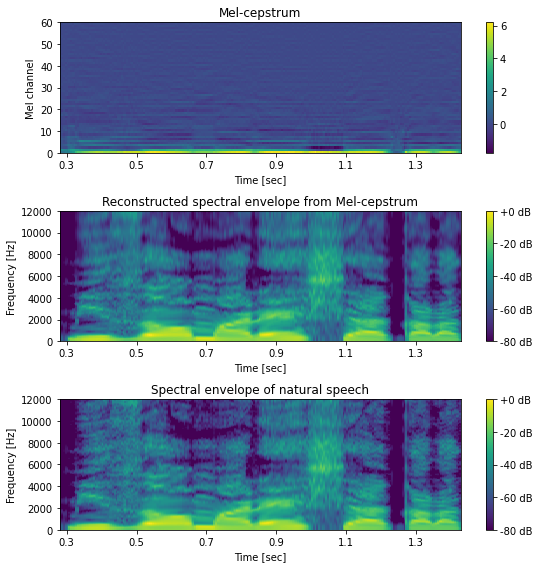 Mel-cepstrum
Mel channel
60
50
40
30
20
10
0
0.3 0.5 0.7 0.9 1.1 1.3
Time [sec]
6
4
2
0
Reconstructed spectral envelope from Mel-cepstrum
Frequency [Hz]
12000
10000
8000
6000
4000
2000
0
0.3 0.5 0.7 0.9 1.1 1.3
Time [sec]
+0 dB
-20 dB
-40 dB
-60 dB
-80 dB
Spectral envelope of natural speech
Frequency [Hz]
12000
10000
8000
6000
4000
2000
0
0.3 0.5 0.7 0.9 1.1 1.3
Time [sec]
+0 dB
-20 dB
-40 dB
-60 dB
-80 dB